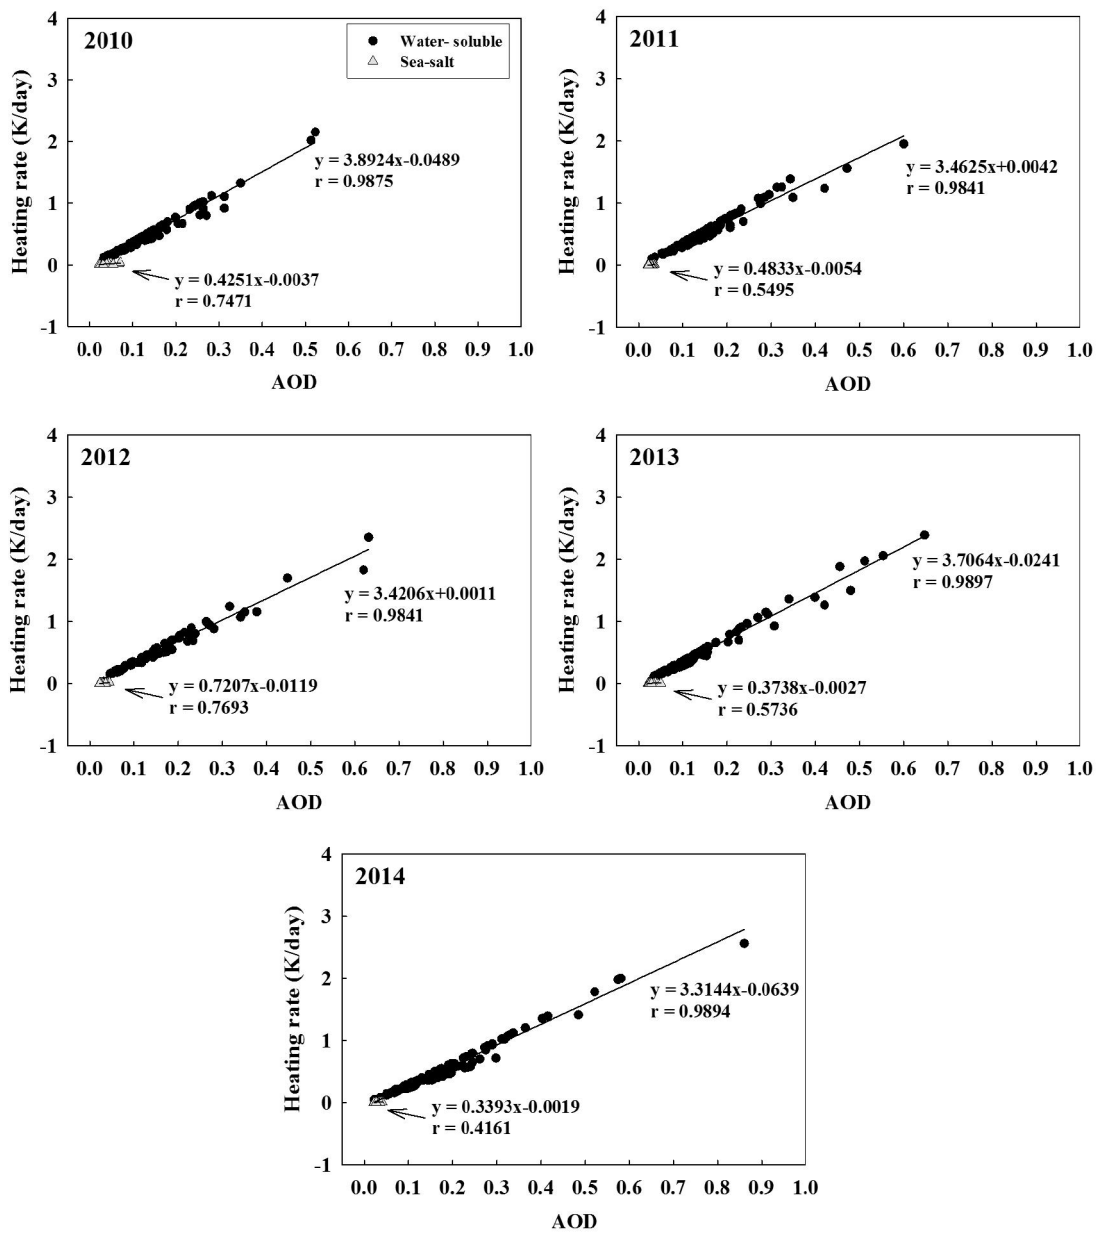 2010
Water- soluble
Sea-salt
4
3
2
1
0
-1
Heating rate (K/day)
y = 3.8924x-0.0489
r = 0.9875
y = 0.4251x-0.0037
r = 0.7471
0.0 0.1 0.2 0.3 0.4 0.5 0.6 0.7 0.8 0.9 1.0
AOD
2011
4
3
2
1
0
-1
Heating rate (K/day)
y = 3.4625x+0.0042
r = 0.9841
y = 0.4833x-0.0054
r = 0.5495
0.0 0.1 0.2 0.3 0.4 0.5 0.6 0.7 0.8 0.9 1.0
AOD
2012
4
3
2
1
0
-1
Heating rate (K/day)
y = 3.4206x+0.0011
r = 0.9841
y = 0.7207x-0.0119
r = 0.7693
0.0 0.1 0.2 0.3 0.4 0.5 0.6 0.7 0.8 0.9 1.0
AOD
2013
4
3
2
1
0
-1
Heating rate (K/day)
y = 3.7064x-0.0241
r = 0.9897
y = 0.3738x-0.0027
r = 0.5736
0.0 0.1 0.2 0.3 0.4 0.5 0.6 0.7 0.8 0.9 1.0
AOD
2014
4
3
2
1
0
-1
Heating rate (K/day)
y = 3.3144x-0.0639
r = 0.9894
y = 0.3393x-0.0019
r = 0.4161
0.0 0.1 0.2 0.3 0.4 0.5 0.6 0.7 0.8 0.9 1.0
AOD